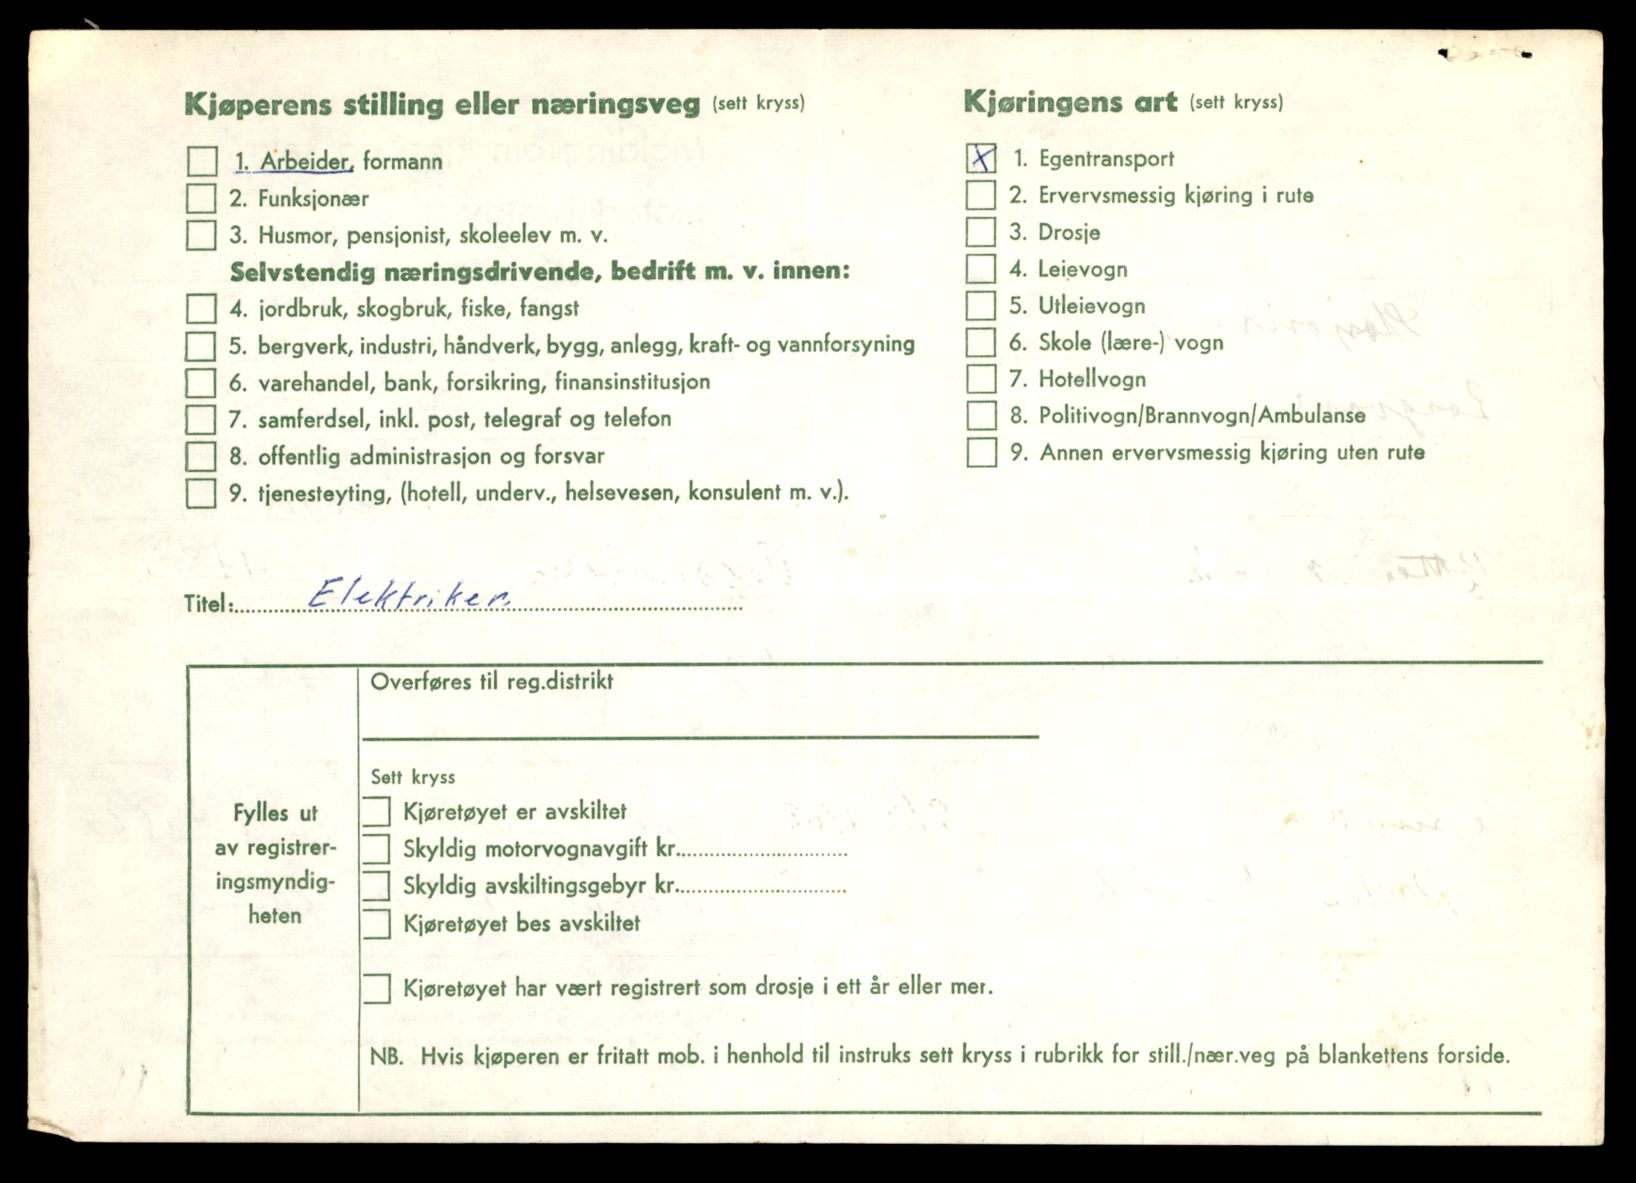 Kjøperens stilling eller næringsveg (sett kryss)
1. Arbeider, formann
2. Funksjonær
3. Husmor, pensjonist, skoleelev m. v.
Selvstendig næringsdrivende, bedrift m. v. innen:
4. jordbruk, skogbruk, fiske, fangst
5. bergverk, industri, håndverk, bygg, anlegg, kraft- og vannforsyning
6. varehandel, bank, forsikring, finansinstitusjon
7. samferdsel, inkl. post, telegraf og telefon
8. offentlig administrasjon og forsvar
9. tjenesteyting, (hotell, underv., helsevesen, konsulent m. v.).
Kjøringens art (sett kryss)
X 1. Egentransport
2. Ervervsmessig kjøring i rute
3. Drosje
4. Leievogn
5. Utleievogn
6. Skole (lære-) vogn
7. Hotellvogn
8. Politivogn/Brannvogn/Ambulanse
9. Annen ervervsmessig kjøring uten rute
Titel: Elektriker.
Fylles ut
av registrer-
ingsmyndig-
heten
Overføres til reg.distrikt
Sett kryss
Kjøretøyet er avskiltet
Skyldig motorvognavgift kr.
Skyldig avskiltingsgebyr kr.
Kjøretøyet bes avskiltet
Kjøretøyet har vært registrert som drosje i ett år eller mer.
NB. Hvis kjøperen er fritatt mob. i henhold til instruks sett kryss i rubrikk for still./nær.veg på blankettens forside.